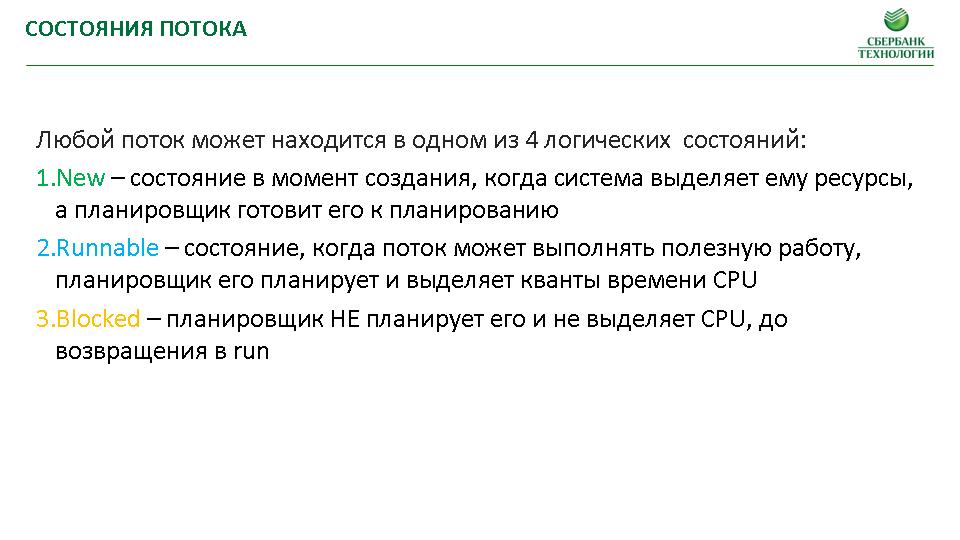 СОСТОЯНИЯ ПОТОКА
СБЕРБАНК
ТЕХНОЛОГИИ
Любой поток может находится в одном из 4 логических состояний:
1.New – состояние в момент создания, когда система выделяет ему ресурсы,
а планировщик готовит его к планированию
2.Runnable – состояние, когда поток может выполнять полезную работу,
планировщик его планирует и выделяет кванты времени CPU
3.Blocked – планировщик НЕ планирует его и не выделяет CPU, до
возвращения в run